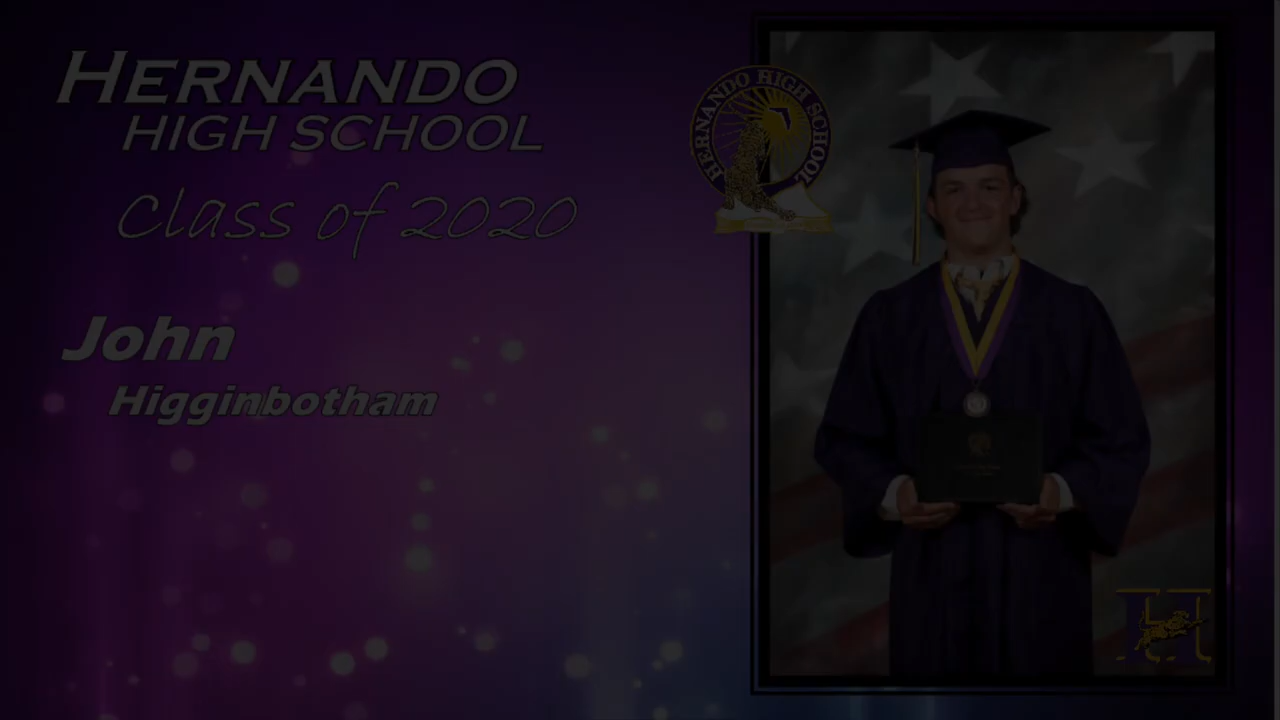 HERNANDO
HIGH SCHOOL
Class of 2020
John
Higginbotham
HERNANDO HIGH SCHOOL
H